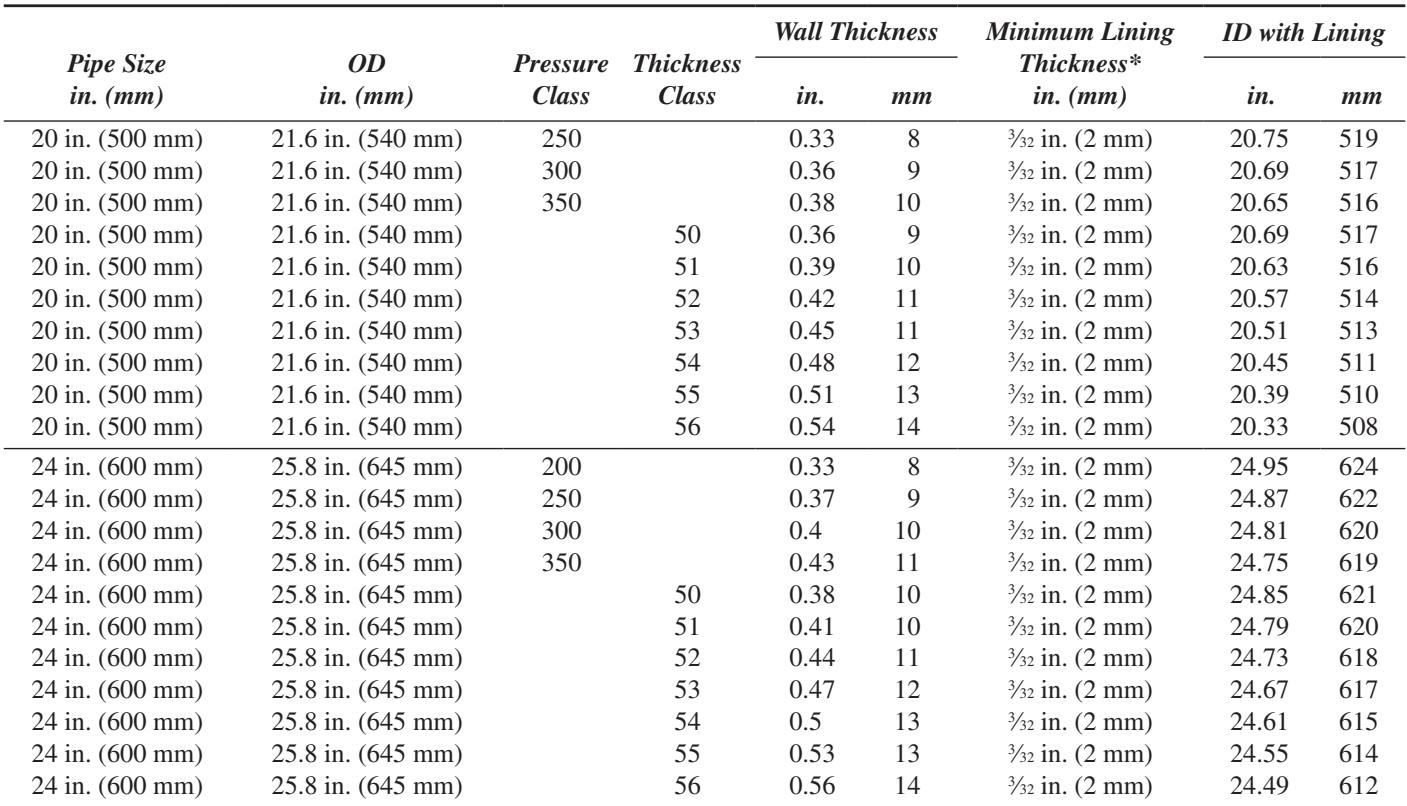 Wall Thickness Minimum Lining ID with Lining
Pipe Size OD Pressure Thickness Thickness*
in. (mm) in. (mm) Class Class in. mm in. (mm) in. mm
20 in. (500 mm) 21.6 in. (540 mm) 250 0.33 8 3⁄32 in. (2 mm) 20.75 519
20 in. (500 mm) 21.6 in. (540 mm) 300 0.36 9 3⁄32 in. (2 mm) 20.69 517
20 in. (500 mm) 21.6 in. (540 mm) 350 0.38 10 3⁄32 in. (2 mm) 20.65 516
20 in. (500 mm) 21.6 in. (540 mm) 50 0.36 9 3⁄32 in. (2 mm) 20.69 517
20 in. (500 mm) 21.6 in. (540 mm) 51 0.39 10 3⁄32 in. (2 mm) 20.63 516
20 in. (500 mm) 21.6 in. (540 mm) 52 0.42 11 3⁄32 in. (2 mm) 20.57 514
20 in. (500 mm) 21.6 in. (540 mm) 53 0.45 11 3⁄32 in. (2 mm) 20.51 513
20 in. (500 mm) 21.6 in. (540 mm) 54 0.48 12 3⁄32 in. (2 mm) 20.45 511
20 in. (500 mm) 21.6 in. (540 mm) 55 0.51 13 3⁄32 in. (2 mm) 20.39 510
20 in. (500 mm) 21.6 in. (540 mm) 56 0.54 14 3⁄32 in. (2 mm) 20.33 508
24 in. (600 mm) 25.8 in. (645 mm) 200 0.33 8 3⁄32 in. (2 mm) 24.95 624
24 in. (600 mm) 25.8 in. (645 mm) 250 0.37 9 3⁄32 in. (2 mm) 24.87 622
24 in. (600 mm) 25.8 in. (645 mm) 300 0.4 10 3⁄32 in. (2 mm) 24.81 620
24 in. (600 mm) 25.8 in. (645 mm) 350 0.43 11 3⁄32 in. (2 mm) 24.75 619
24 in. (600 mm) 25.8 in. (645 mm) 50 0.38 10 3⁄32 in. (2 mm) 24.85 621
24 in. (600 mm) 25.8 in. (645 mm) 51 0.41 10 3⁄32 in. (2 mm) 24.79 620
24 in. (600 mm) 25.8 in. (645 mm) 52 0.44 11 3⁄32 in. (2 mm) 24.73 618
24 in. (600 mm) 25.8 in. (645 mm) 53 0.47 12 3⁄32 in. (2 mm) 24.67 617
24 in. (600 mm) 25.8 in. (645 mm) 54 0.5 13 3⁄32 in. (2 mm) 24.61 615
24 in. (600 mm) 25.8 in. (645 mm) 55 0.53 13 3⁄32 in. (2 mm) 24.55 614
24 in. (600 mm) 25.8 in. (645 mm) 56 0.56 14 3⁄32 in. (2 mm) 24.49 612